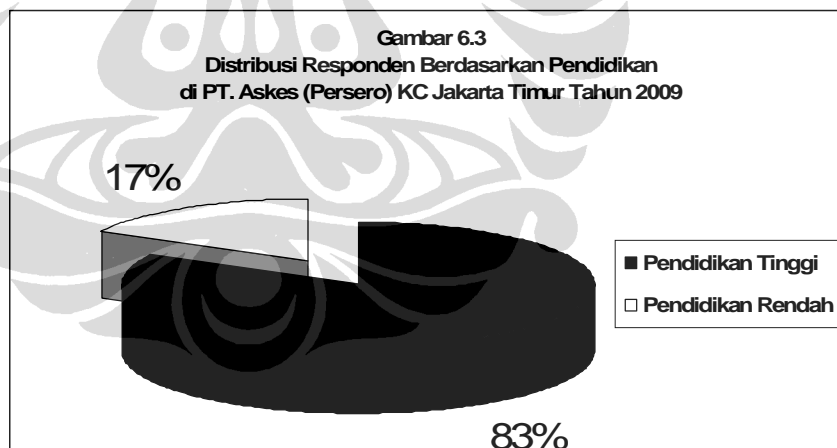 Gambar 6.3
Distribusi Responden Berdasarkan Pendidikan
di PT. Askes (Persero) KC Jakarta Timur Tahun 2009
17%
Pendidikan Tinggi
Pendidikan Rendah
83%